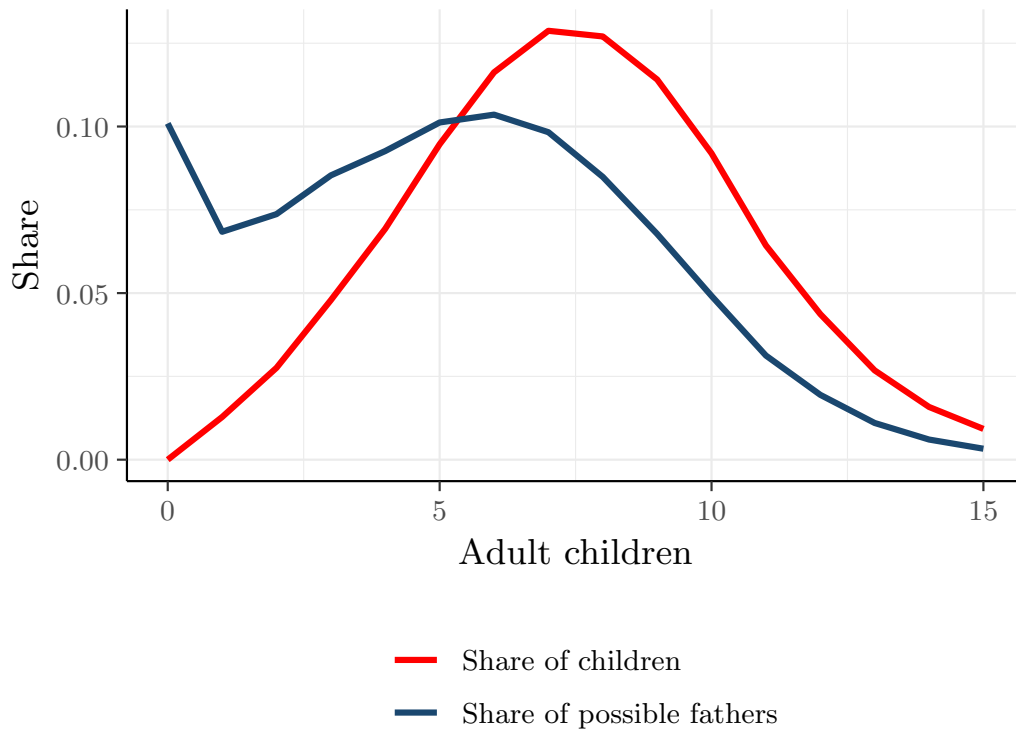 0.10
0.05
0.00
Share
0 5 10 15
Adult children
Share of children
Share of possible fathers